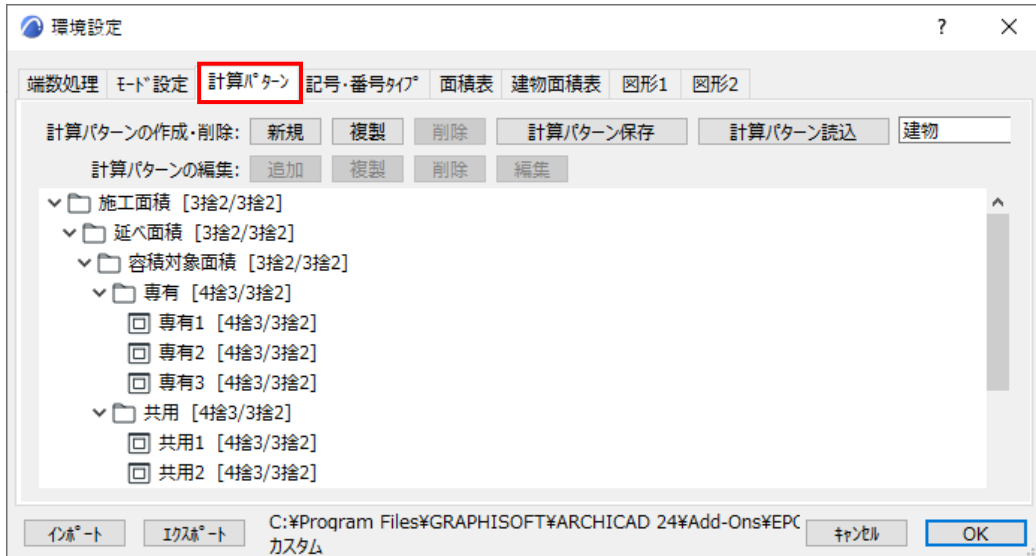 環境設定 ?
端数処理 ﾓｰﾄﾞ設定 計算ﾊﾟﾀｰﾝ 記号・番号ﾀｲﾌﾟ 面積表 建物面積表 図形1 図形2
計算パターンの作成・削除: 新規 複製 削除 計算パターン保存 計算パターン読込 建物
計算パターンの編集: 追加 複製 削除 編集
施工面積 [3捨2/3捨2]
延べ面積 [3捨2/3捨2]
容積対象面積 [3捨2/3捨2]
専有 [4捨3/3捨2]
専有1 [4捨3/3捨2]
専有2 [4捨3/3捨2]
専有3 [4捨3/3捨2]
共用 [4捨3/3捨2]
共用1 [4捨3/3捨2]
共用2 [4捨3/3捨2]
ｲﾝﾎﾟｰﾄ ｴｸｽﾎﾟｰﾄ C:¥Program Files¥GRAPHISOFT¥ARCHICAD 24¥Add-Ons¥EPC ｷｬﾝｾﾙ OK
カスタム